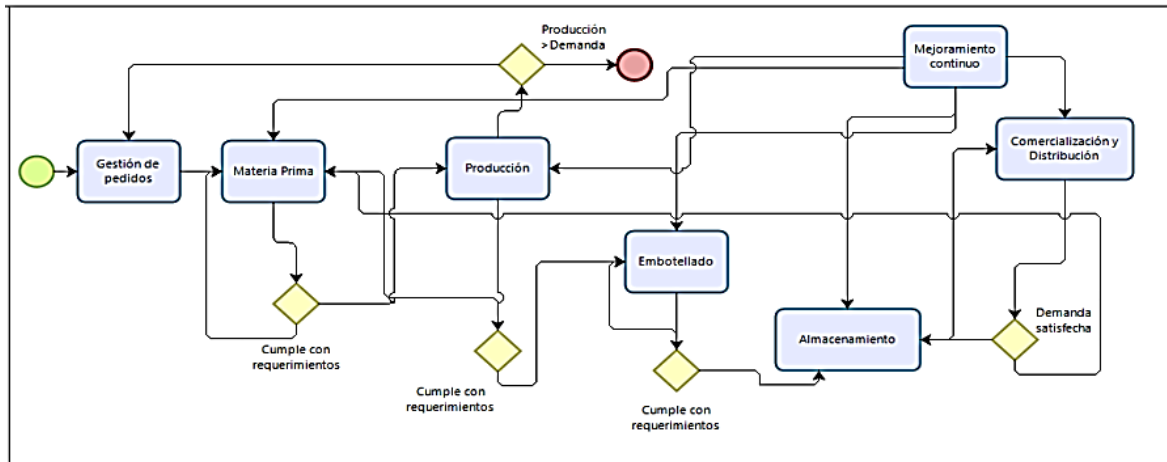 Producción
> Demanda
Mejoramiento
continuo
Gestión de
pedidos
Materia Prima
Producción
Comercialización y
Distribución
Embotellado
Almacenamiento
Demanda
satisfecha
Cumple con
requerimientos
Cumple con
requerimientos
Cumple con
requerimientos